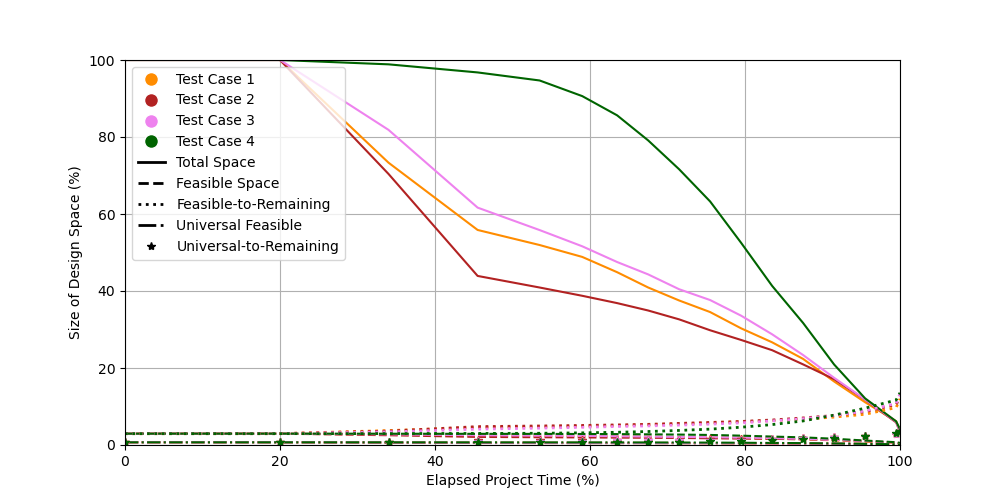 100
80
60
40
20
0
Size of Design Space (%)
Test Case 1
Test Case 2
Test Case 3
Test Case 4
Total Space
Feasible Space
Feasible-to-Remaining
Universal Feasible
Universal-to-Remaining
0 20 40 60 80 100
Elapsed Project Time (%)